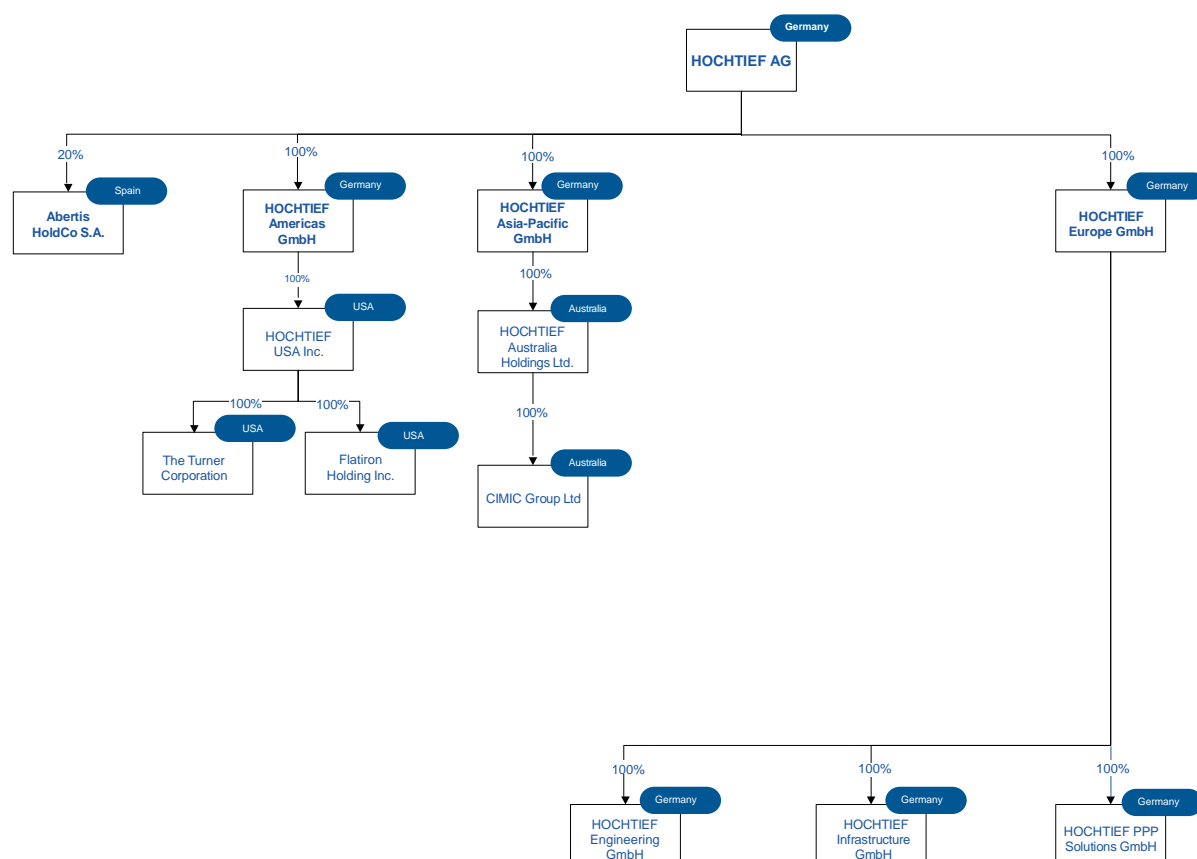 Germany
HOCHTIEF AG
20%
100%
100%
100%
Spain
Abertis
HoldCo S.A.
Germany
HOCHTIEF
Americas
GmbH
Germany
HOCHTIEF
Asia-Pacific
GmbH
Germany
HOCHTIEF
Europe GmbH
100%
100%
USA
HOCHTIEF
USA Inc.
Australia
HOCHTIEF
Australia
Holdings Ltd.
100%
100%
100%
USA
The Turner
Corporation
USA
Flatiron
Holding Inc.
Australia
CIMIC Group Ltd
100%
100%
100%
Germany
HOCHTIEF
Engineering
GmbH
Germany
HOCHTIEF
Infrastructure
GmbH
Germany
HOCHTIEF PPP
Solutions GmbH